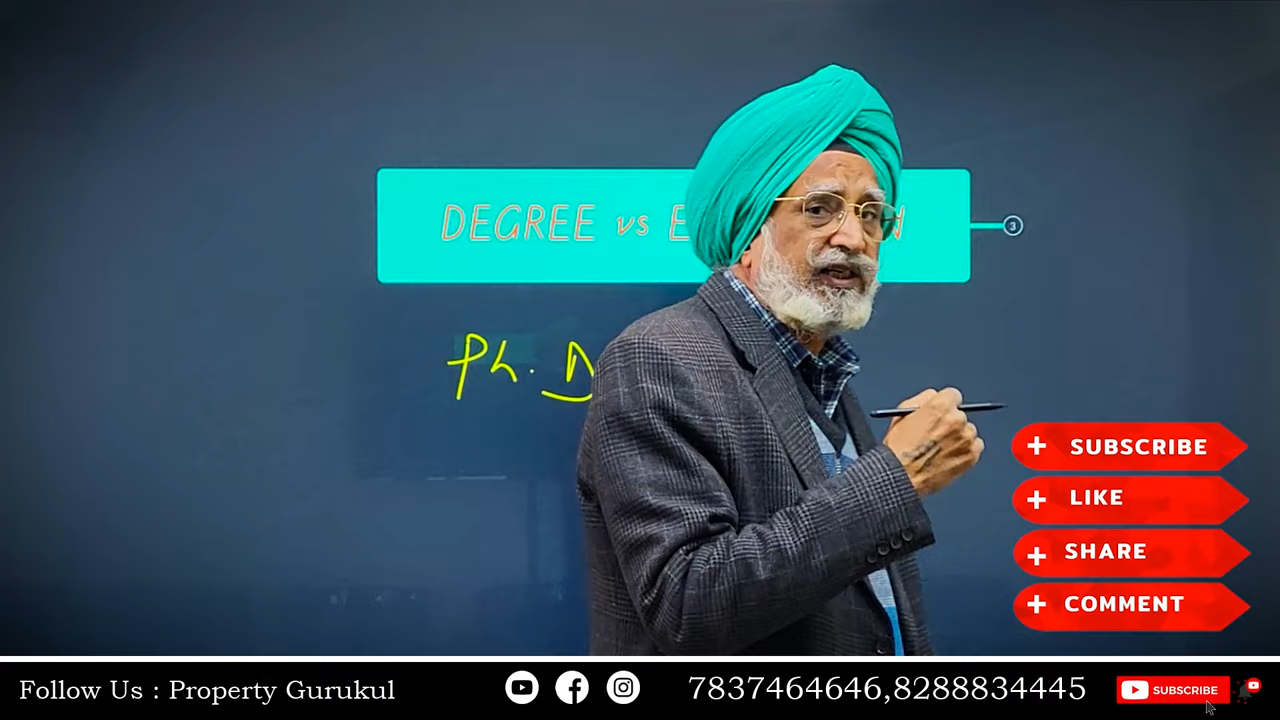 DEGREE vs
3
Ph. D
+ SUBSCRIBE
+ LIKE
+ SHARE
+ COMMENT
Follow Us : Property Gurukul
7837464646,8288834445
SUBSCRIBE